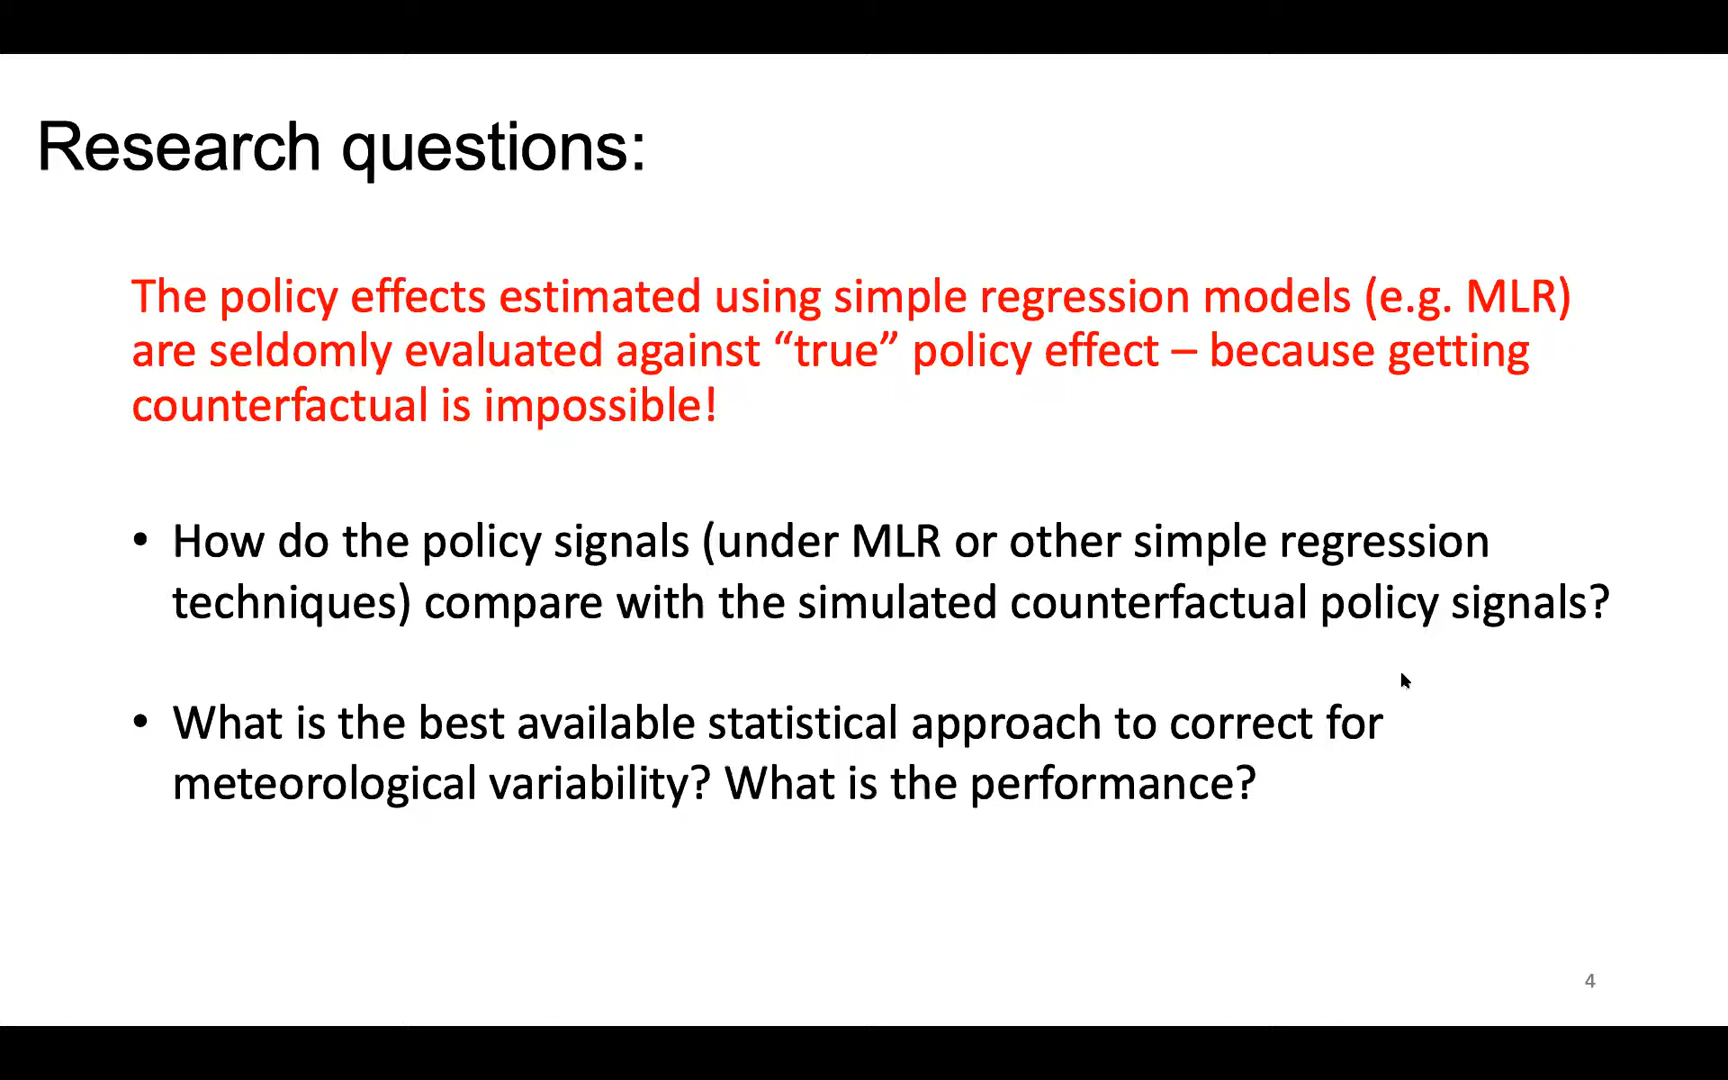 Research questions:
The policy effects estimated using simple regression models (e.g. MLR)
are seldomly evaluated against “true” policy effect – because getting
counterfactual is impossible!
• How do the policy signals (under MLR or other simple regression
techniques) compare with the simulated counterfactual policy signals?
• What is the best available statistical approach to correct for
meteorological variability? What is the performance?
4